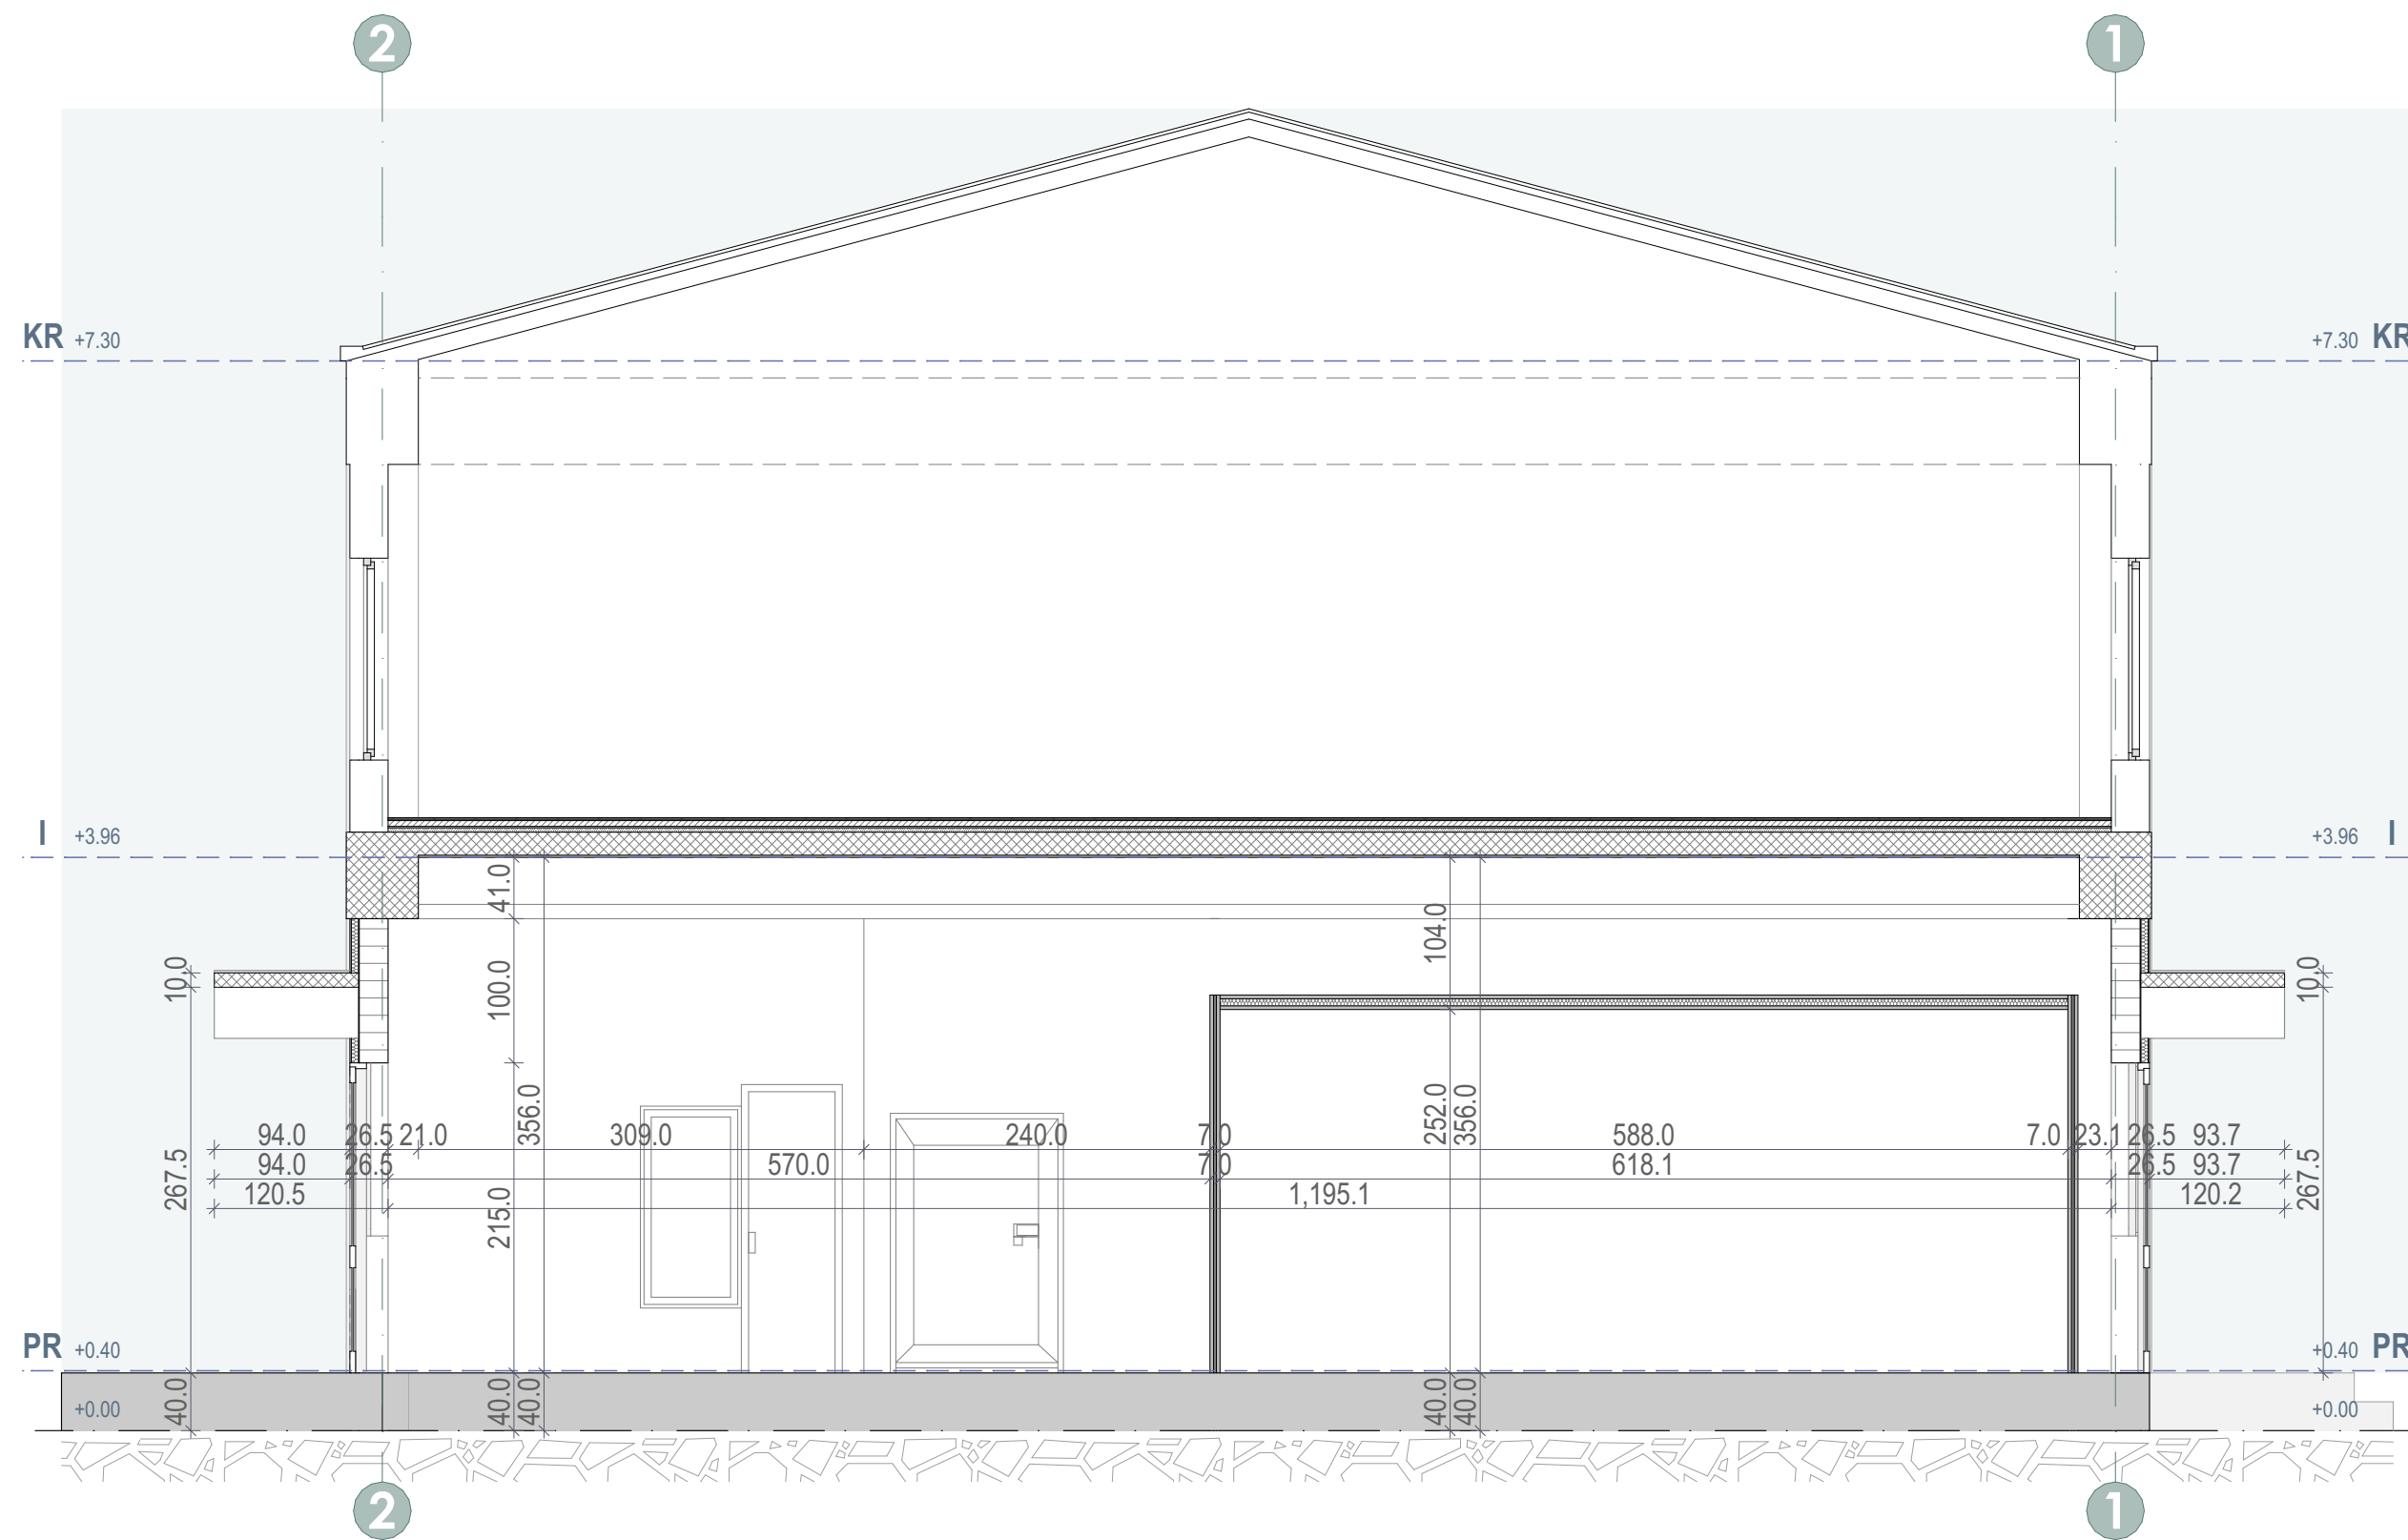 2 1
KR +7.30 +7.30 KR
I +3.96 +3.96 I
41.0 104.0
10.0 100.0 10.0
356.0 252.0 356.0
94.0 26.5 21.0 309.0 240.0 7.0 588.0 7.0 23.1 26.5 93.7
94.0 26.5 570.0 7.0 618.1 26.5 93.7
267.5 120.5 215.0 1,195.1 120.2 267.5
PR +0.40 +0.40 PR
+0.00 40.0 40.0 40.0 40.0 40.0 +0.00
2 1